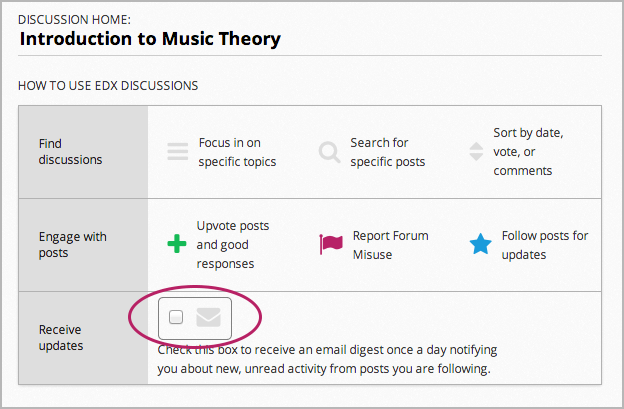 DISCUSSION HOME:
Introduction to Music Theory
HOW TO USE EDX DISCUSSIONS
Find
discussions
Focus in on
specific topics
Search for
specific posts
Sort by date,
vote, or
comments
Engage with
posts
Upvote posts
and good
responses
Report Forum
Misuse
Follow posts for
updates
Receive
updates
Check this box to receive an email digest once a day notifying
you about new, unread activity from posts you are following.